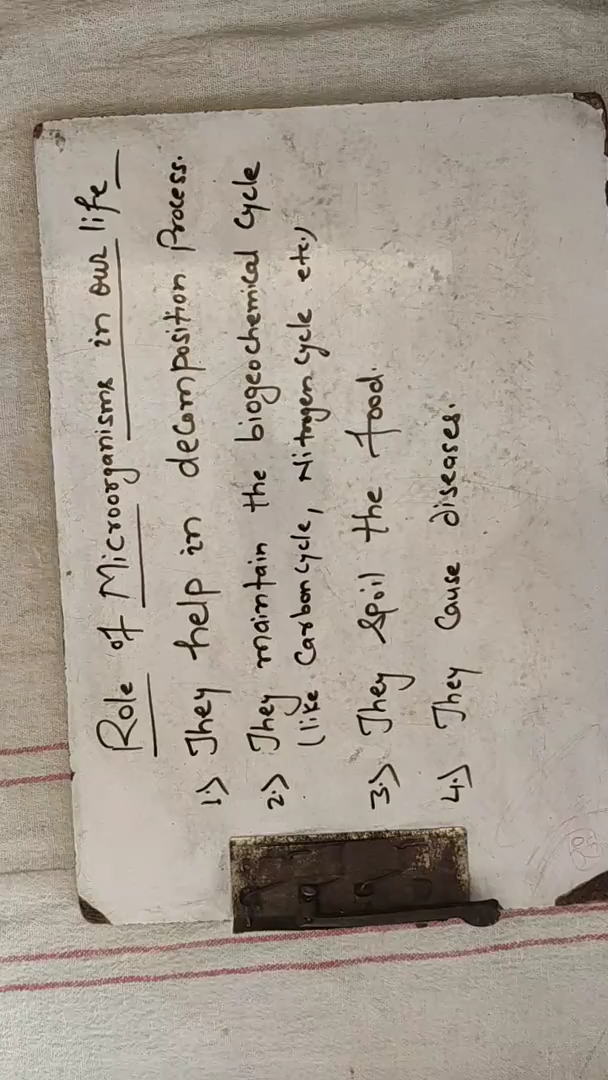 Role of Microorganisms in our life
1.) They help in decomposition Process.
2.) They maintain the biogeochemical Cycle
(like Carbon Cycle, Nitrogen Cycle etc.)
3.) They Spoil the food.
4.) They Cause diseases.